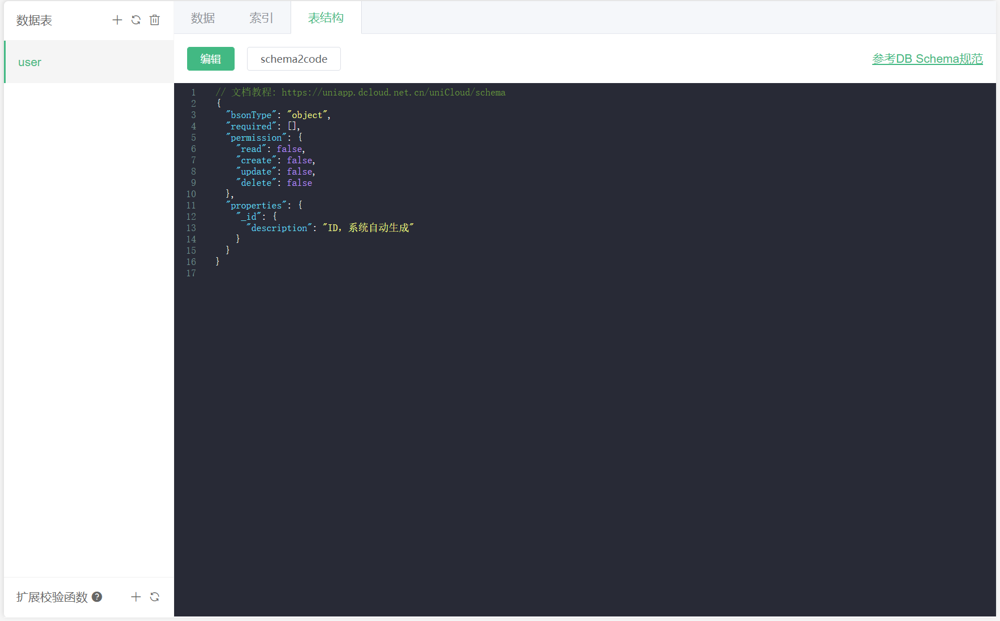 数据表
user
数据 索引 表结构
编辑 schema2code 参考DB Schema规范
1 // 文档教程: https://uniapp.dcloud.net.cn/uniCloud/schema
2 {
3 "bsonType": "object",
4 "required": [],
5 "permission": {
6 "read": false,
7 "create": false,
8 "update": false,
9 "delete": false
10 },
11 "properties": {
12 "_id": {
13 "description": "ID，系统自动生成"
14 }
15 }
16 }
17
扩展校验函数 ?